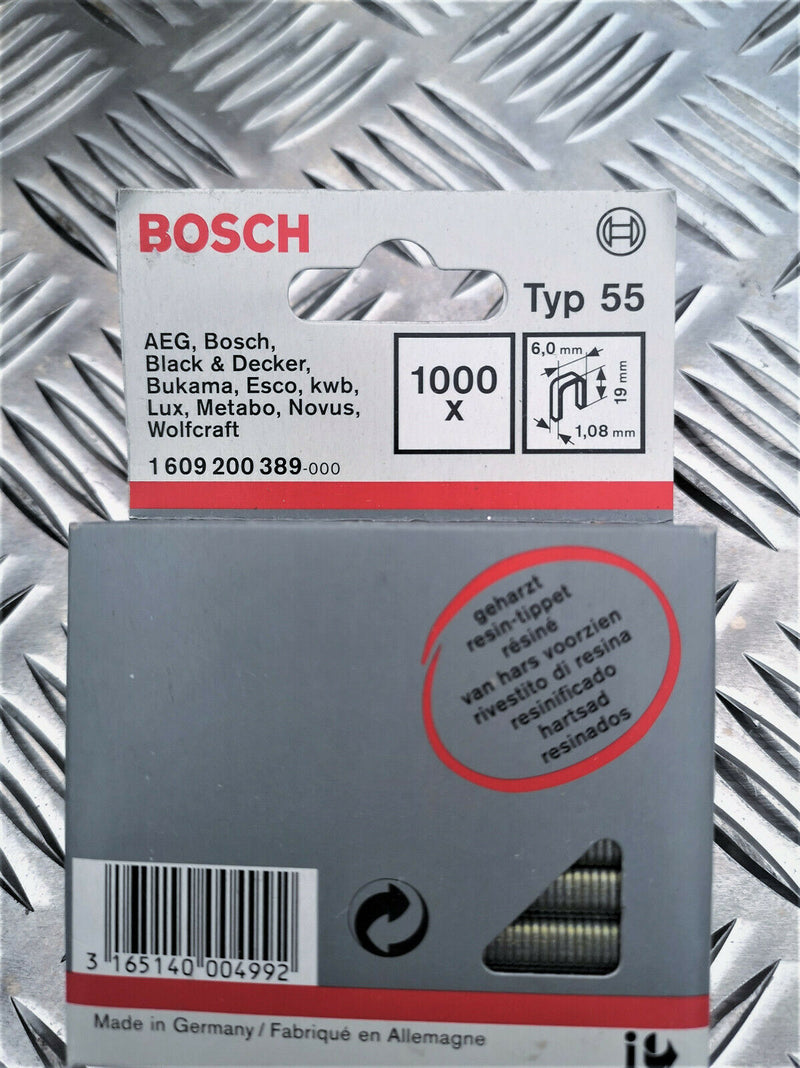 BOSCH
Typ 55
AEG, Bosch,
Black & Decker,
Bukama, Esco, kwb,
Lux, Metabo, Novus,
Wolfcraft
1 609 200 389-000
1000
x
6,0 mm
19 mm
1,08 mm
geharzt
resin-tippet
résiné
van hars voorzien
rivestito di resina
resinificado
hartsad
resinados
3 165140 004992
Made in Germany / Fabriqué en Allemagne